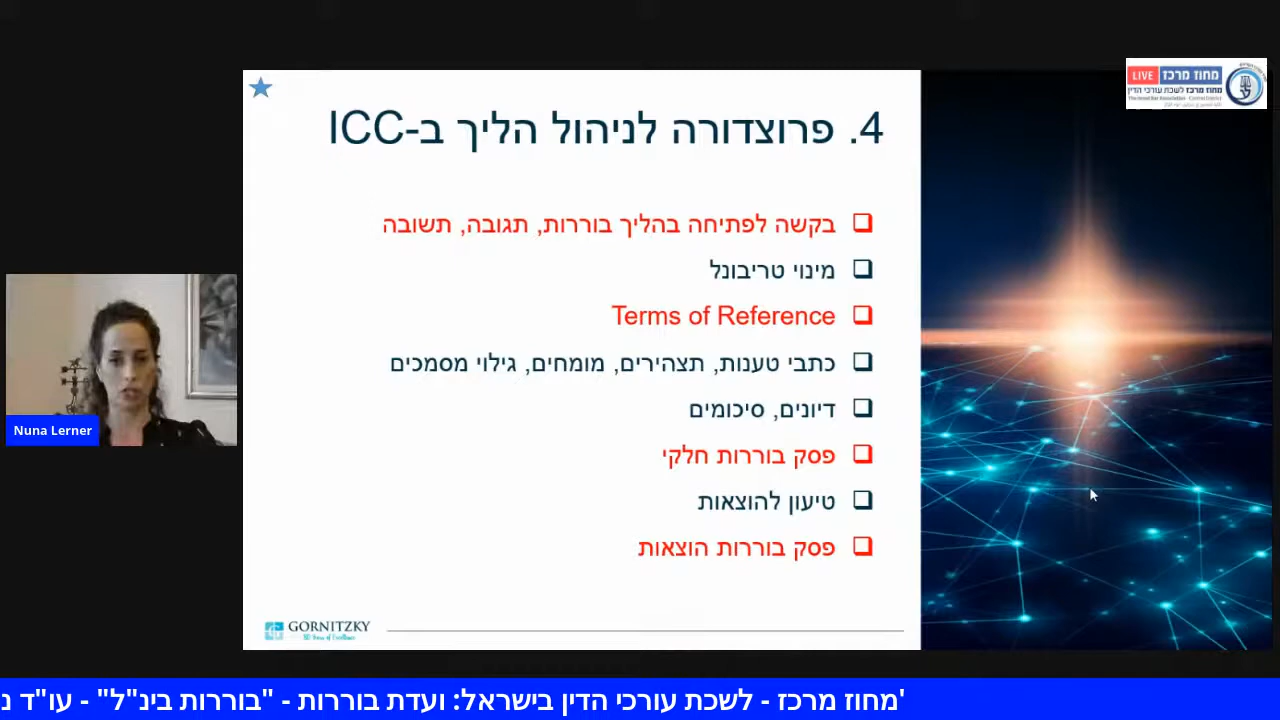 LIVE
מחוז מרכז
מחוז מרכז לשכת עורכי הדין
4. פרוצדורה לניהול הליך ב-ICC
בקשה לפתיחה בהליך בוררות, תגובה, תשובה
מינוי טריבונל
Terms of Reference
כתבי טענות, תצהירים, מומחים, גילוי מסמכים
דיונים, סיכומים
פסק בוררות חלקי
טיעון להוצאות
פסק בוררות הוצאות
Nuna Lerner
GORNITZKY
מחוז מרכז - לשכת עורכי הדין בישראל: ועדת בוררות - "בוררות בינ"ל" - עו"ד נ'